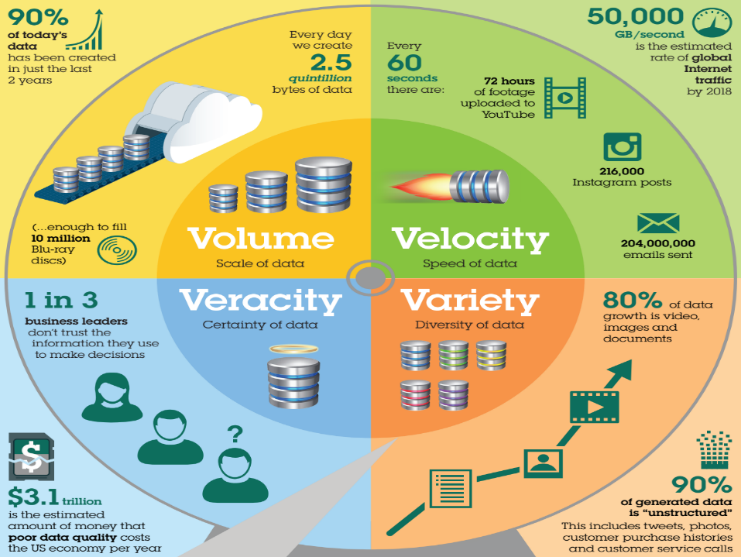 90%
of today's
data
has been created
in just the last
2 years
Every day
we create
2.5
quintillion
bytes of data
(...enough to fill
10 million
Blu-ray
discs)
Volume
Scale of data
Every
60
seconds
there are:
72 hours
of footage
uploaded to
YouTube
50,000
GB/second
is the estimated
rate of global
Internet
traffic
by 2018
216,000
Instagram posts
204,000,000
emails sent
Velocity
Speed of data
Veracity
Certainty of data
1 in 3
business leaders
don't trust the
information they use
to make decisions
?
$
$3.1 trillion
is the estimated
amount of money that
poor data quality costs
the US economy per year
Variety
Diversity of data
80% of data
growth is video,
images and
documents
90%
of generated data
is "unstructured"
This includes tweets, photos,
customer purchase histories
and customer service calls